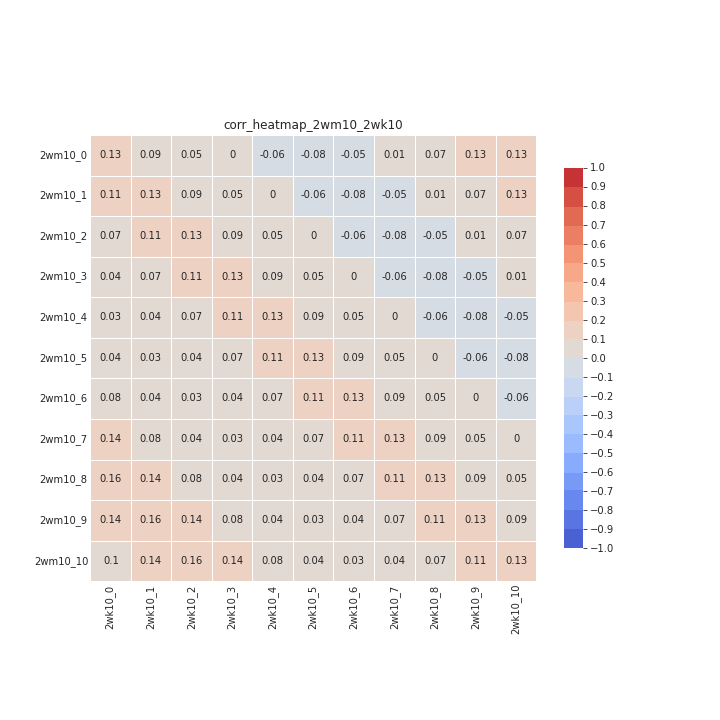 corr_heatmap_2wm10_2wk10
2wm10_0 0.13 0.09 0.05 0 -0.06 -0.08 -0.05 0.01 0.07 0.13 0.13
2wm10_1 0.11 0.13 0.09 0.05 0 -0.06 -0.08 -0.05 0.01 0.07 0.13
2wm10_2 0.07 0.11 0.13 0.09 0.05 0 -0.06 -0.08 -0.05 0.01 0.07
2wm10_3 0.04 0.07 0.11 0.13 0.09 0.05 0 -0.06 -0.08 -0.05 0.01
2wm10_4 0.03 0.04 0.07 0.11 0.13 0.09 0.05 0 -0.06 -0.08 -0.05
2wm10_5 0.04 0.03 0.04 0.07 0.11 0.13 0.09 0.05 0 -0.06 -0.08
2wm10_6 0.08 0.04 0.03 0.04 0.07 0.11 0.13 0.09 0.05 0 -0.06
2wm10_7 0.14 0.08 0.04 0.03 0.04 0.07 0.11 0.13 0.09 0.05 0
2wm10_8 0.16 0.14 0.08 0.04 0.03 0.04 0.07 0.11 0.13 0.09 0.05
2wm10_9 0.14 0.16 0.14 0.08 0.04 0.03 0.04 0.07 0.11 0.13 0.09
2wm10_10 0.1 0.14 0.16 0.14 0.08 0.04 0.03 0.04 0.07 0.11 0.13
2wk10_0 2wk10_1 2wk10_2 2wk10_3 2wk10_4 2wk10_5 2wk10_6 2wk10_7 2wk10_8 2wk10_9 2wk10_10
1.0
0.9
0.8
0.7
0.6
0.5
0.4
0.3
0.2
0.1
0.0
−0.1
−0.2
−0.3
−0.4
−0.5
−0.6
−0.7
−0.8
−0.9
−1.0